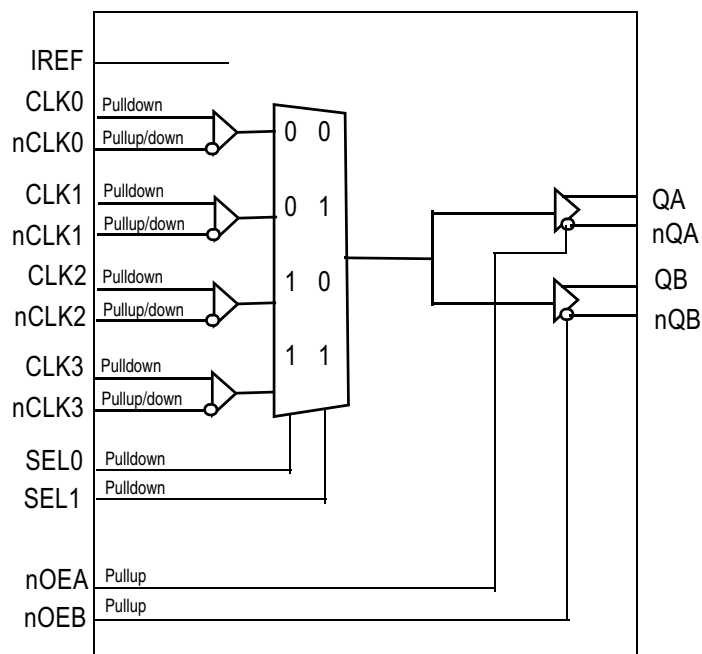 IREF
CLK0 Pulldown
nCLK0 Pullup/down
0 0
CLK1 Pulldown
nCLK1 Pullup/down
0 1
QA
nQA
CLK2 Pulldown
nCLK2 Pullup/down
1 0
QB
nQB
CLK3 Pulldown
nCLK3 Pullup/down
1 1
SEL0 Pulldown
SEL1 Pulldown
nOEA Pullup
nOEB Pullup